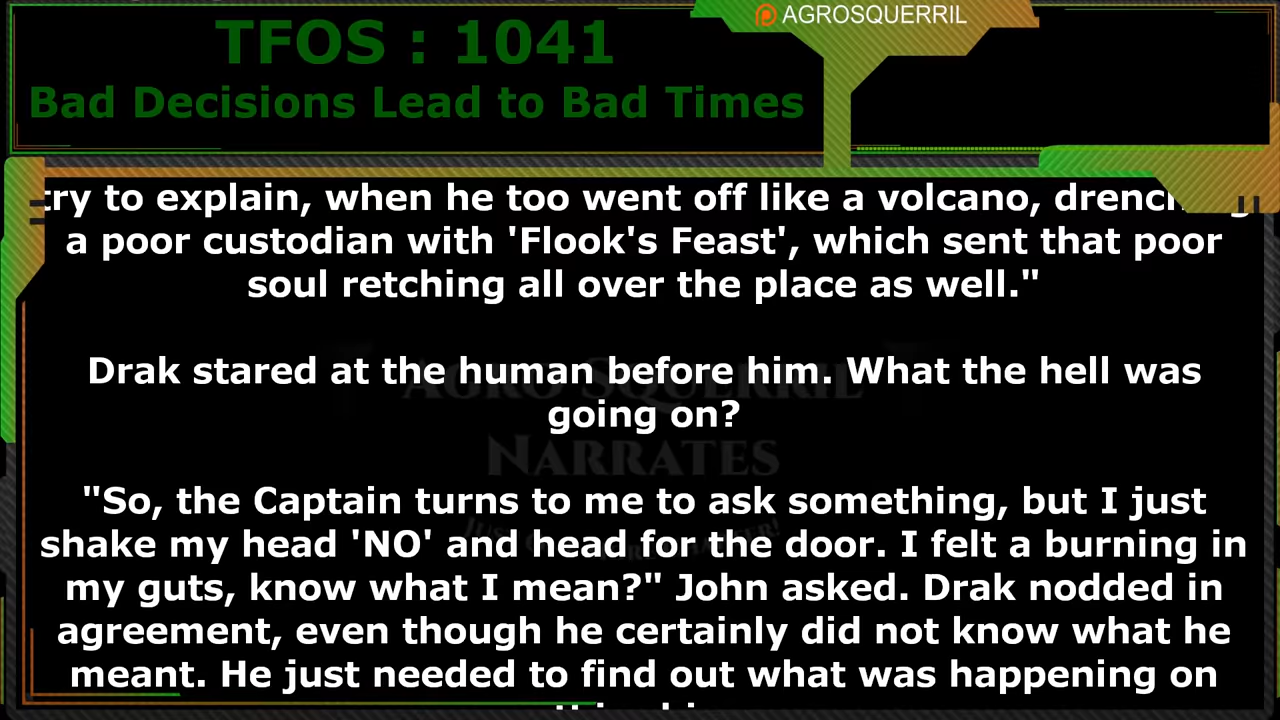 AGROSQUERRIL
TFOS : 1041
Bad Decisions Lead to Bad Times
try to explain, when he too went off like a volcano,
a poor custodian with 'Flook's Feast', which sent that poor
soul retching all over the place as well."
Drak stared at the human before him. What the hell was
going on?
AGRO SQUERRIL
NARRATES
"So, the Captain turns to me to ask something, but I just
shake my head 'NO' and head for the door. I felt a burning in
my guts, know what I mean?" John asked. Drak nodded in
agreement, even though he certainly did not know what he
meant. He just needed to find out what was happening on